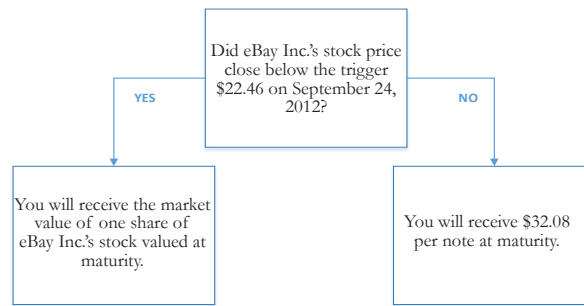 Did eBay Inc.'s stock price
close below the trigger
$22.46 on September 24,
2012?
YES
NO
You will receive the market
value of one share of
eBay Inc.'s stock valued at
maturity.
You will receive $32.08
per note at maturity.